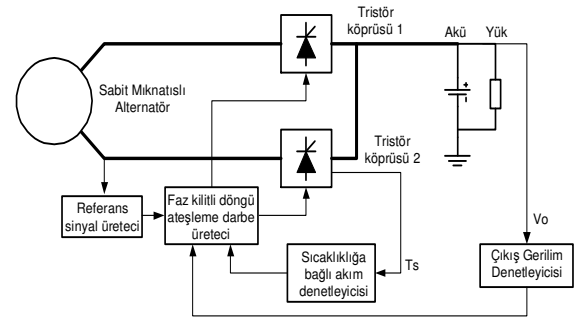 Tristör
köprüsü 1
Akü
Yük
Sabit Mıknatıslı
Alternatör
Tristör
köprüsü 2
Referans
sinyal üreteci
Faz kilitli döngü
ateşleme darbe
üreteci
Sıcaklıklığa
bağlı akım
denetleyicisi
Ts
Vo
Çıkış Gerilim
Denetleyicisi